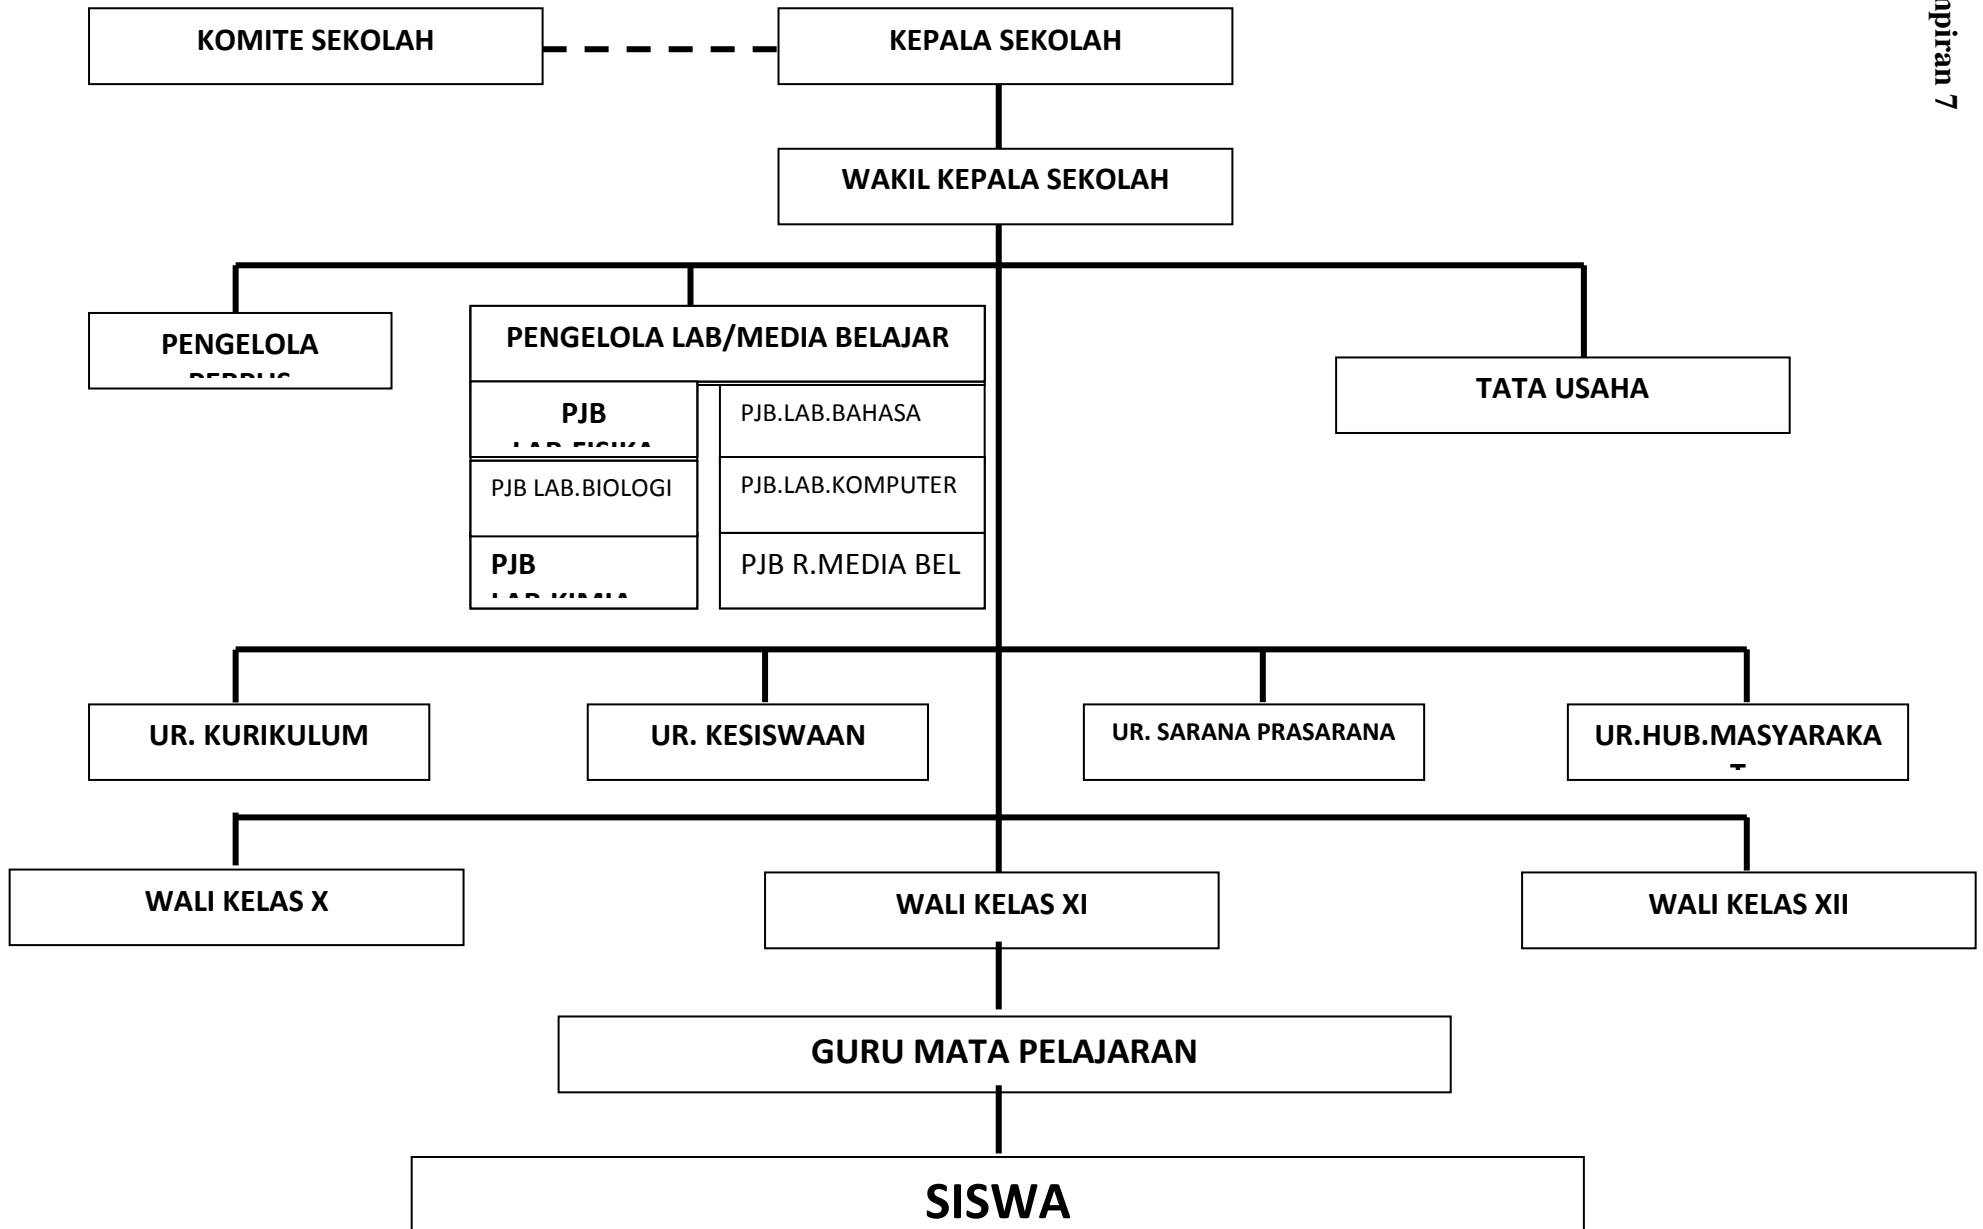 mpiran 7
KOMITE SEKOLAH
KEPALA SEKOLAH
WAKIL KEPALA SEKOLAH
PENGELOLA
PENGELOLA LAB/MEDIA BELAJAR
TATA USAHA
PJB
PJB.LAB.BAHASA
PJB LAB.BIOLOGI
PJB.LAB.KOMPUTER
PJB
PJB R.MEDIA BEL
UR. KURIKULUM
UR. KESISWAAN
UR. SARANA PRASARANA
UR.HUB.MASYARAKA
WALI KELAS X
WALI KELAS XI
WALI KELAS XII
GURU MATA PELAJARAN
SISWA